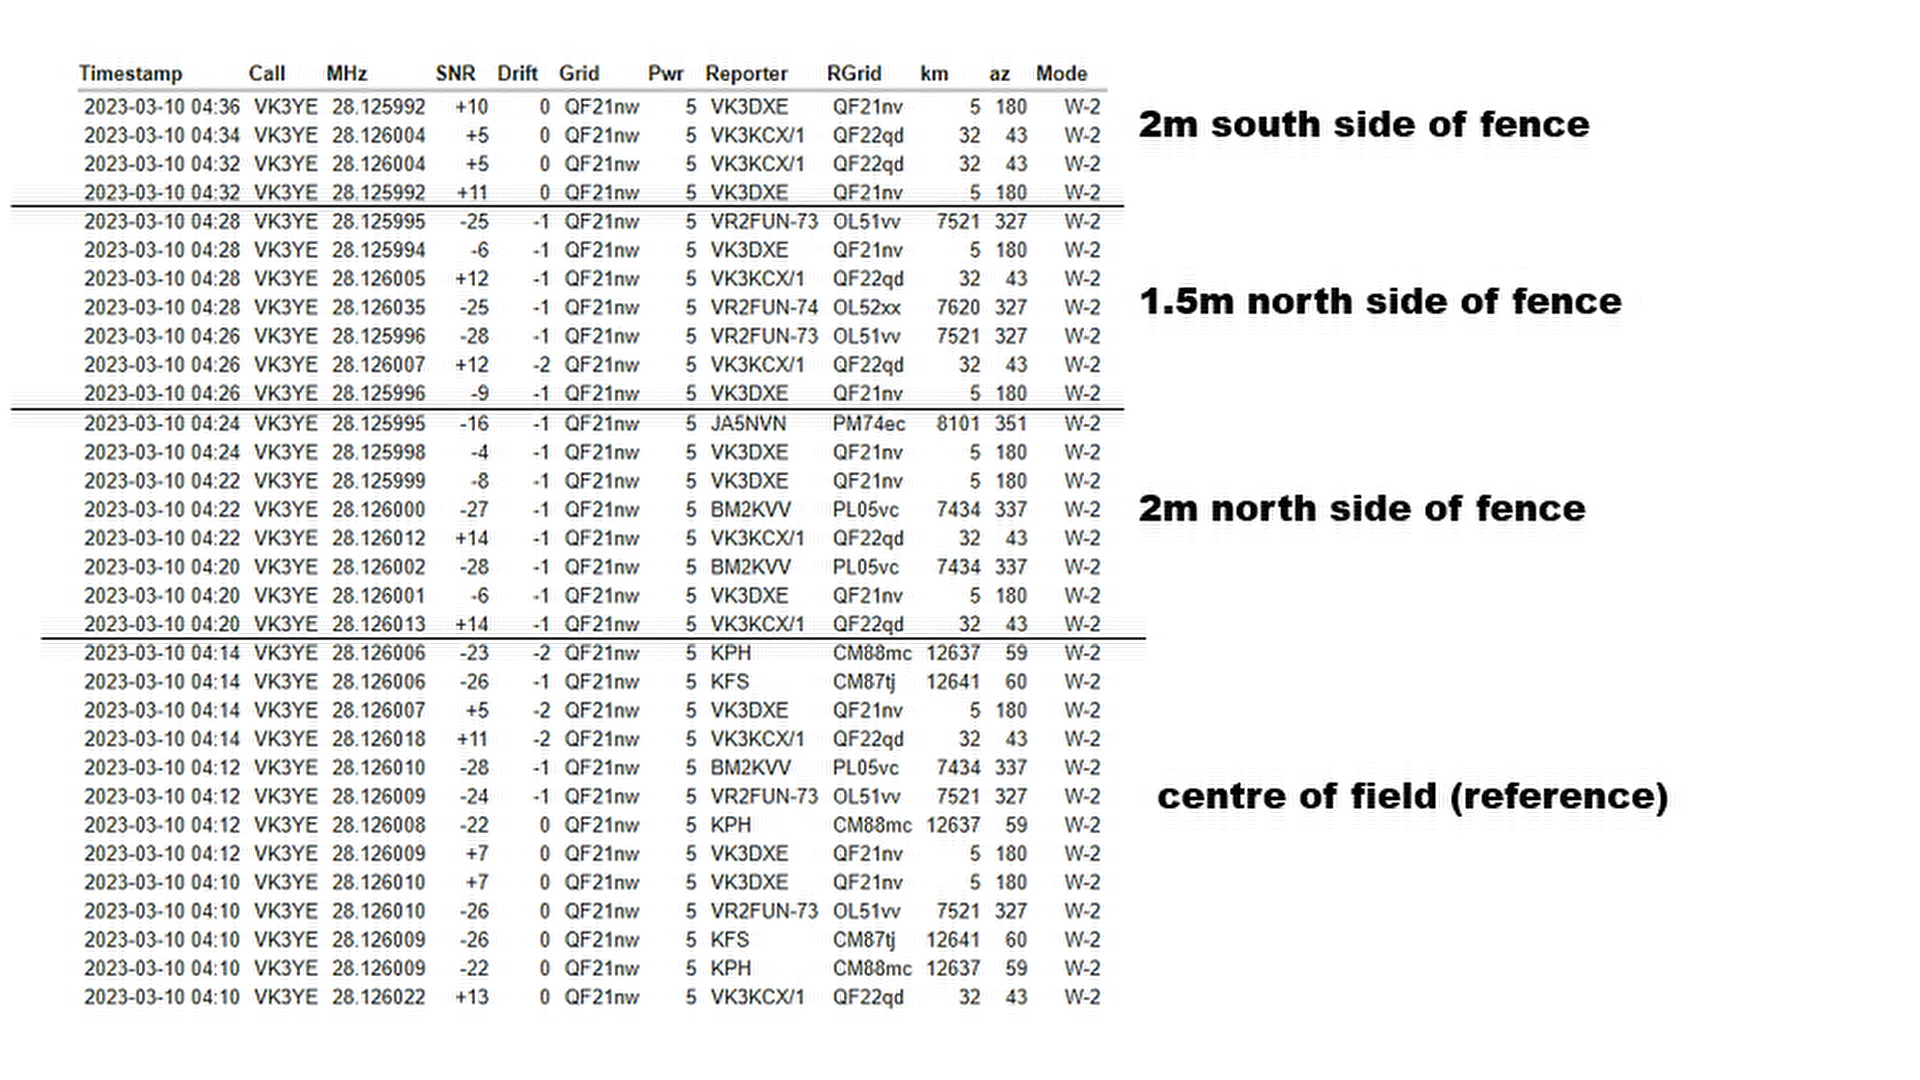 Timestamp Call MHz SNR Drift Grid Pwr Reporter RGrid km az Mode
2023-03-10 04:36 VK3YE 28.125992 +10 0 QF21nw 5 VK3DXE QF21nv 5 180 W-2
2m south side of fence
2023-03-10 04:34 VK3YE 28.126004 +5 0 QF21nw 5 VK3KCX/1 QF22qd 32 43 W-2
2023-03-10 04:32 VK3YE 28.126004 +5 0 QF21nw 5 VK3KCX/1 QF22qd 32 43 W-2
2023-03-10 04:32 VK3YE 28.125992 +11 0 QF21nw 5 VK3DXE QF21nv 5 180 W-2
2023-03-10 04:28 VK3YE 28.125995 -25 -1 QF21nw 5 VR2FUN-73 OL51vv 7521 327 W-2
2023-03-10 04:28 VK3YE 28.125994 -6 -1 QF21nw 5 VK3DXE QF21nv 5 180 W-2
2023-03-10 04:28 VK3YE 28.126005 +12 -1 QF21nw 5 VK3KCX/1 QF22qd 32 43 W-2
1.5m north side of fence
2023-03-10 04:28 VK3YE 28.126035 -25 -1 QF21nw 5 VR2FUN-74 OL52xx 7620 327 W-2
2023-03-10 04:26 VK3YE 28.125996 -28 -1 QF21nw 5 VR2FUN-73 OL51vv 7521 327 W-2
2023-03-10 04:26 VK3YE 28.126007 +12 -2 QF21nw 5 VK3KCX/1 QF22qd 32 43 W-2
2023-03-10 04:26 VK3YE 28.125996 -9 -1 QF21nw 5 VK3DXE QF21nv 5 180 W-2
2023-03-10 04:24 VK3YE 28.125995 -16 -1 QF21nw 5 JA5NVN PM74ec 8101 351 W-2
2023-03-10 04:24 VK3YE 28.125998 -4 -1 QF21nw 5 VK3DXE QF21nv 5 180 W-2
2023-03-10 04:22 VK3YE 28.125999 -8 -1 QF21nw 5 VK3DXE QF21nv 5 180 W-2
2023-03-10 04:22 VK3YE 28.126000 -27 -1 QF21nw 5 BM2KVV PL05vc 7434 337 W-2
2m north side of fence
2023-03-10 04:22 VK3YE 28.126012 +14 -1 QF21nw 5 VK3KCX/1 QF22qd 32 43 W-2
2023-03-10 04:20 VK3YE 28.126002 -28 -1 QF21nw 5 BM2KVV PL05vc 7434 337 W-2
2023-03-10 04:20 VK3YE 28.126001 -6 -1 QF21nw 5 VK3DXE QF21nv 5 180 W-2
2023-03-10 04:20 VK3YE 28.126013 +14 -1 QF21nw 5 VK3KCX/1 QF22qd 32 43 W-2
2023-03-10 04:14 VK3YE 28.126006 -23 -2 QF21nw 5 KPH CM88mc 12637 59 W-2
2023-03-10 04:14 VK3YE 28.126006 -26 -1 QF21nw 5 KFS CM87tj 12641 60 W-2
2023-03-10 04:14 VK3YE 28.126007 +5 -2 QF21nw 5 VK3DXE QF21nv 5 180 W-2
2023-03-10 04:14 VK3YE 28.126018 +11 -2 QF21nw 5 VK3KCX/1 QF22qd 32 43 W-2
2023-03-10 04:12 VK3YE 28.126010 -28 -1 QF21nw 5 BM2KVV PL05vc 7434 337 W-2
2023-03-10 04:12 VK3YE 28.126009 -24 -1 QF21nw 5 VR2FUN-73 OL51vv 7521 327 W-2
centre of field (reference)
2023-03-10 04:12 VK3YE 28.126008 -22 0 QF21nw 5 KPH CM88mc 12637 59 W-2
2023-03-10 04:12 VK3YE 28.126009 +7 0 QF21nw 5 VK3DXE QF21nv 5 180 W-2
2023-03-10 04:10 VK3YE 28.126010 +7 0 QF21nw 5 VK3DXE QF21nv 5 180 W-2
2023-03-10 04:10 VK3YE 28.126010 -26 0 QF21nw 5 VR2FUN-73 OL51vv 7521 327 W-2
2023-03-10 04:10 VK3YE 28.126009 -26 0 QF21nw 5 KFS CM87tj 12641 60 W-2
2023-03-10 04:10 VK3YE 28.126009 -22 0 QF21nw 5 KPH CM88mc 12637 59 W-2
2023-03-10 04:10 VK3YE 28.126022 +13 0 QF21nw 5 VK3KCX/1 QF22qd 32 43 W-2